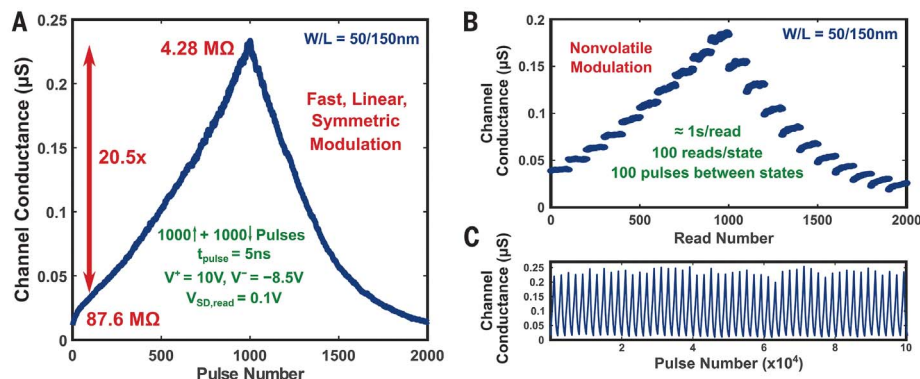 A
Channel Conductance (µS)
0.25
0.2
0.15
0.1
0.05
0
4.28 MΩ
W/L = 50/150nm
20.5x
Fast, Linear,
Symmetric
Modulation
1000↑ + 1000↓ Pulses
tpulse = 5ns
V⁺ = 10V, V⁻ = −8.5V
VSD,read = 0.1V
87.6 MΩ
0
500
1000
1500
2000
Pulse Number
B
Channel
Conductance (µS)
0.2
0.15
0.1
0.05
0
Nonvolatile
Modulation
W/L = 50/150nm
≈ 1s/read
100 reads/state
100 pulses between states
0
500
1000
1500
2000
Read Number
C
Channel
Conductance (µS)
0.25
0.2
0.15
0.1
0.05
0
2
4
6
8
10
Pulse Number (x10⁴)